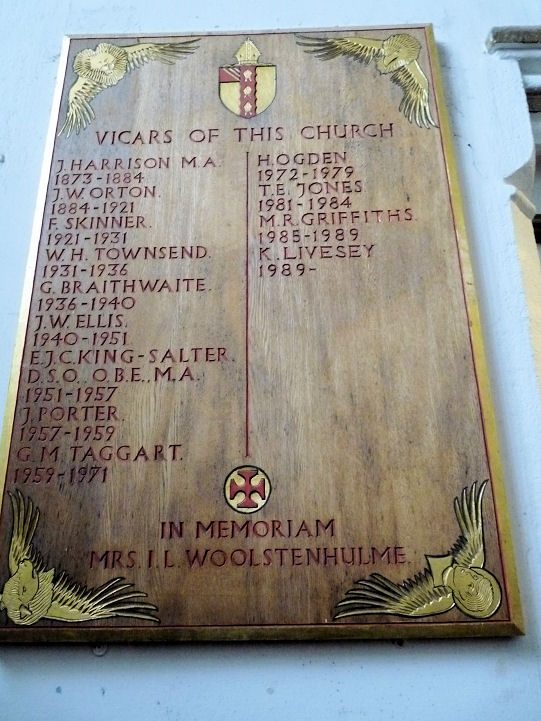 VICARS OF THIS CHURCH
J.HARRISON M.A.
1873-1884
J.W.ORTON.
1884-1921
F.SKINNER.
1921-1931
W.H.TOWNSEND.
1931-1936
G.BRAITHWAITE.
1936-1940
J.W.ELLIS.
1940-1951
E.J.C.KING-SALTER
D.S.O.,O.B.E.,M.A.
1951-1957
J.PORTER
1957-1959
G.M.TAGGART.
1959-1971
H.OGDEN
1972-1979
T.E.JONES
1981-1984
M.R.GRIFFITHS.
1985-1989
K.LIVESEY
1989-
IN MEMORIAM
MRS.I.L.WOOLSTENHULME.